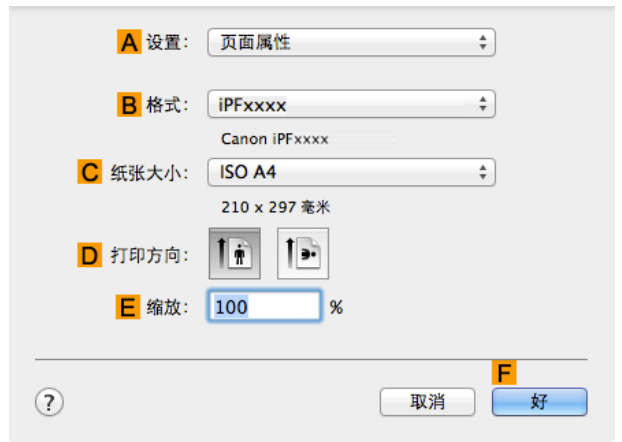 A 设置: 页面属性
B 格式: iPFxxxx
Canon iPFxxxx
C 纸张大小: ISO A4
210 x 297 毫米
D 打印方向:
E 缩放: 100 %
F
? 取消 好